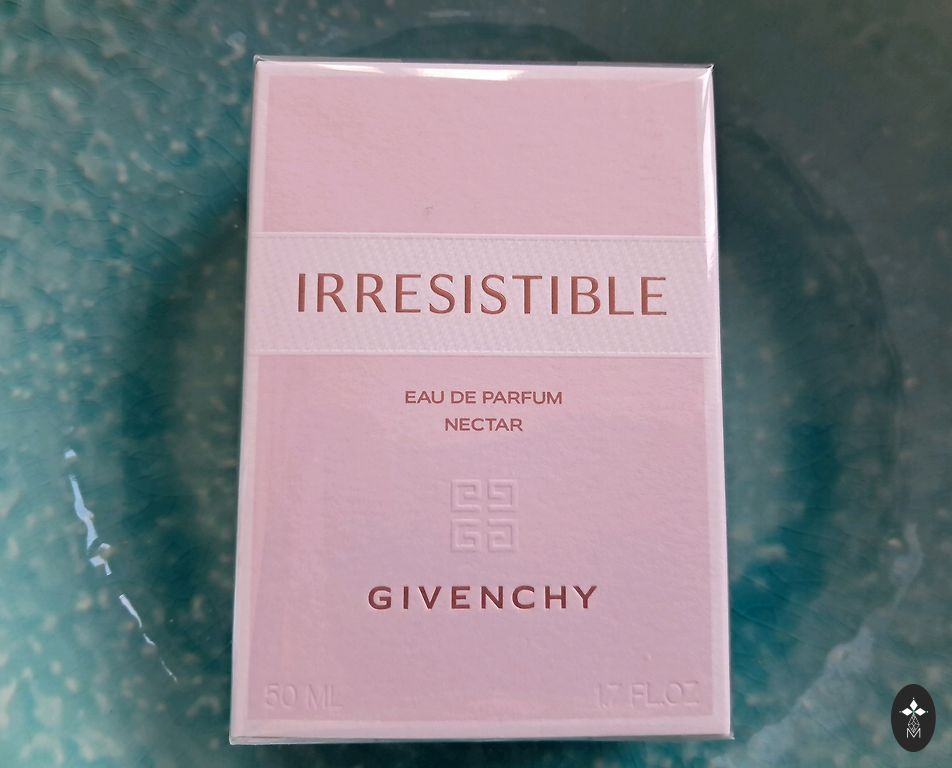 IRRESISTIBLE
EAU DE PARFUM
NECTAR
GIVENCHY
50 ML 1.7 FL.OZ
M